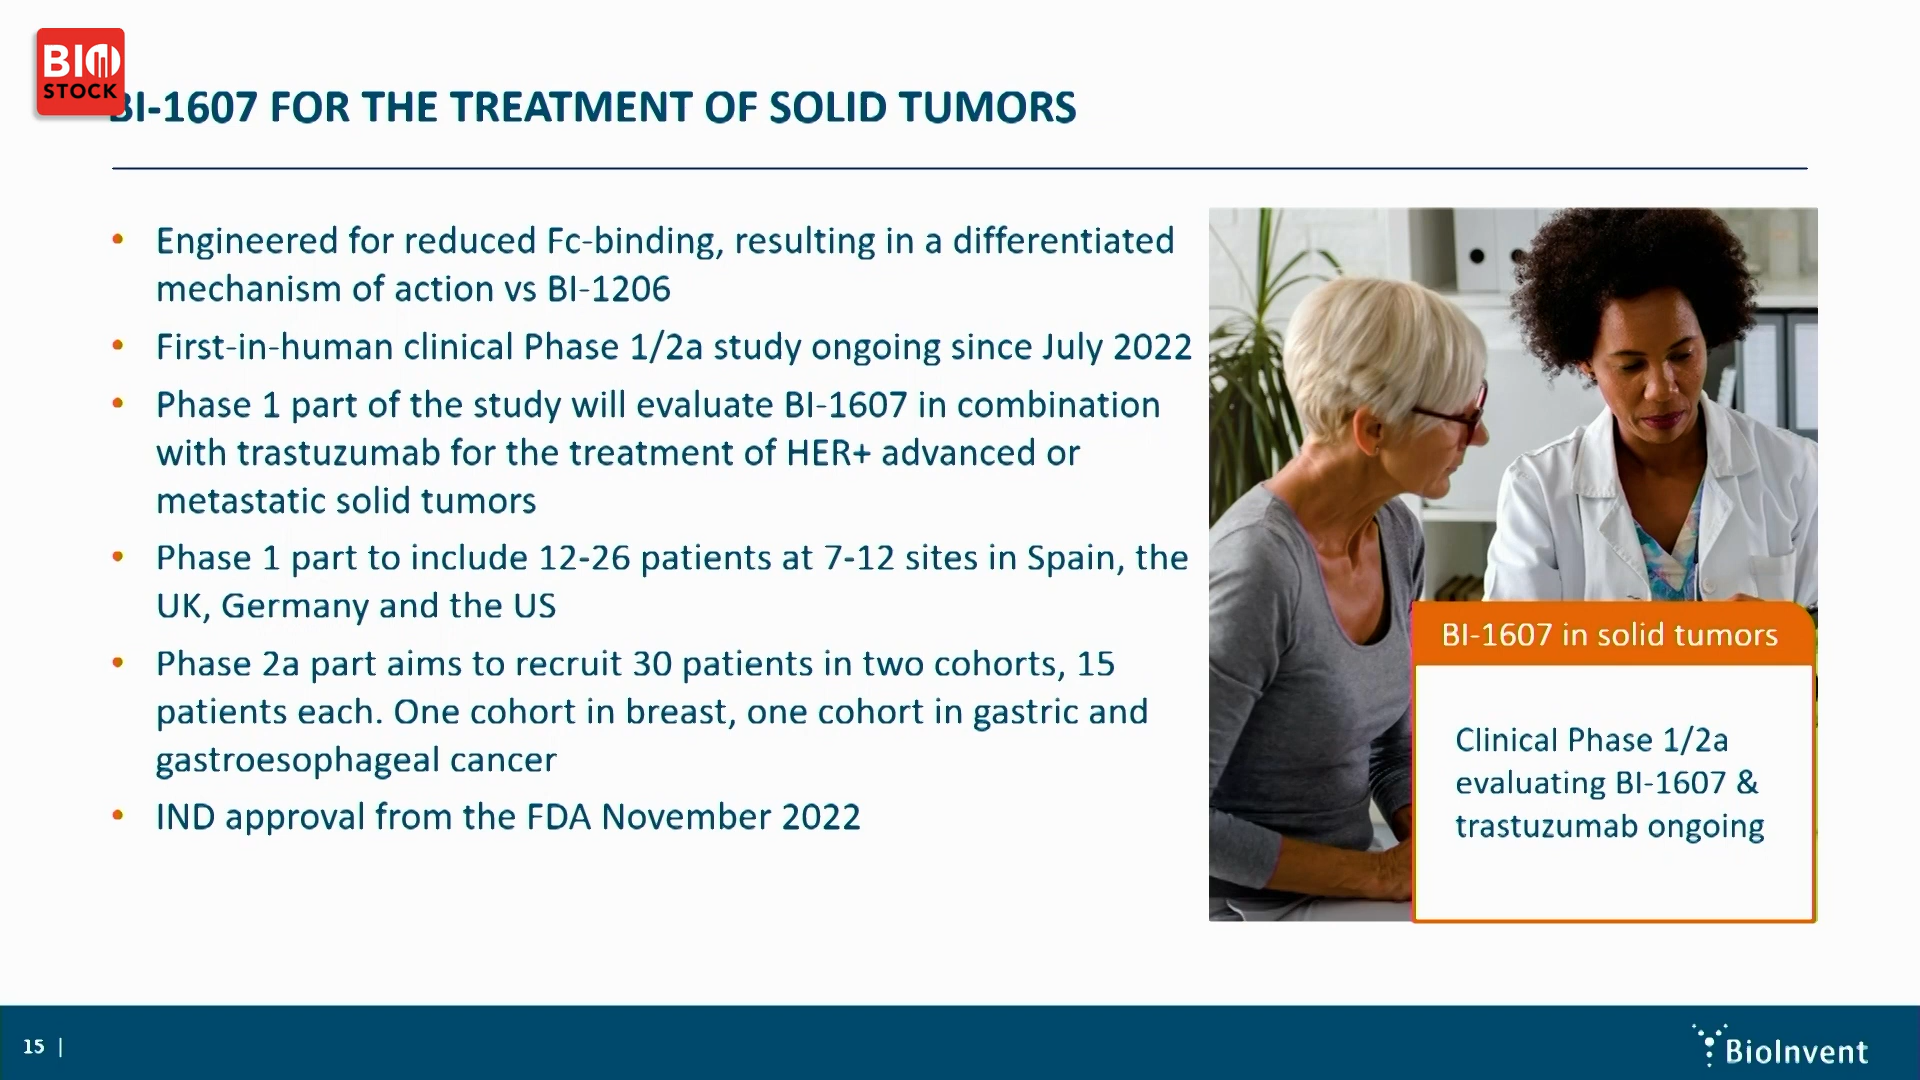 BIO
STOCK
BI-1607 FOR THE TREATMENT OF SOLID TUMORS
• Engineered for reduced Fc-binding, resulting in a differentiated
mechanism of action vs BI-1206
• First-in-human clinical Phase 1/2a study ongoing since July 2022
• Phase 1 part of the study will evaluate BI-1607 in combination
with trastuzumab for the treatment of HER+ advanced or
metastatic solid tumors
• Phase 1 part to include 12-26 patients at 7-12 sites in Spain, the
UK, Germany and the US
• Phase 2a part aims to recruit 30 patients in two cohorts, 15
patients each. One cohort in breast, one cohort in gastric and
gastroesophageal cancer
• IND approval from the FDA November 2022
BI-1607 in solid tumors
Clinical Phase 1/2a
evaluating BI-1607 &
trastuzumab ongoing
15 |
BioInvent